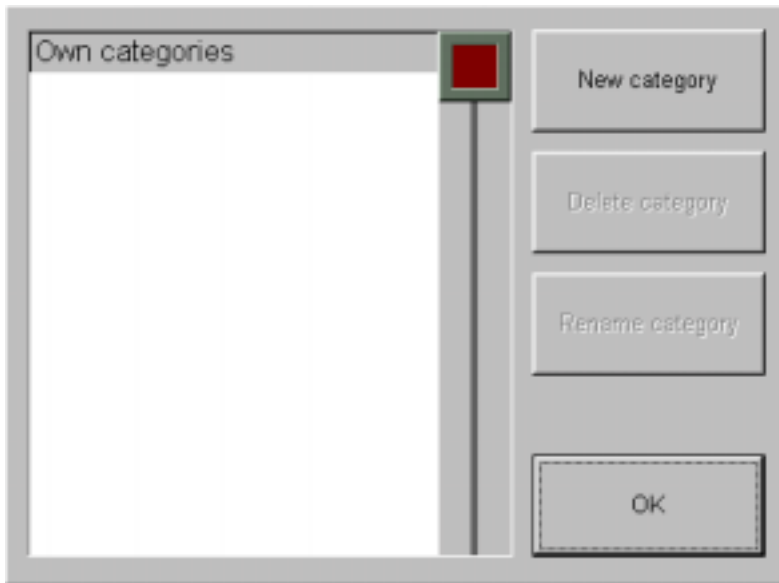 Own categories
New category
Delete category
Rename category
OK